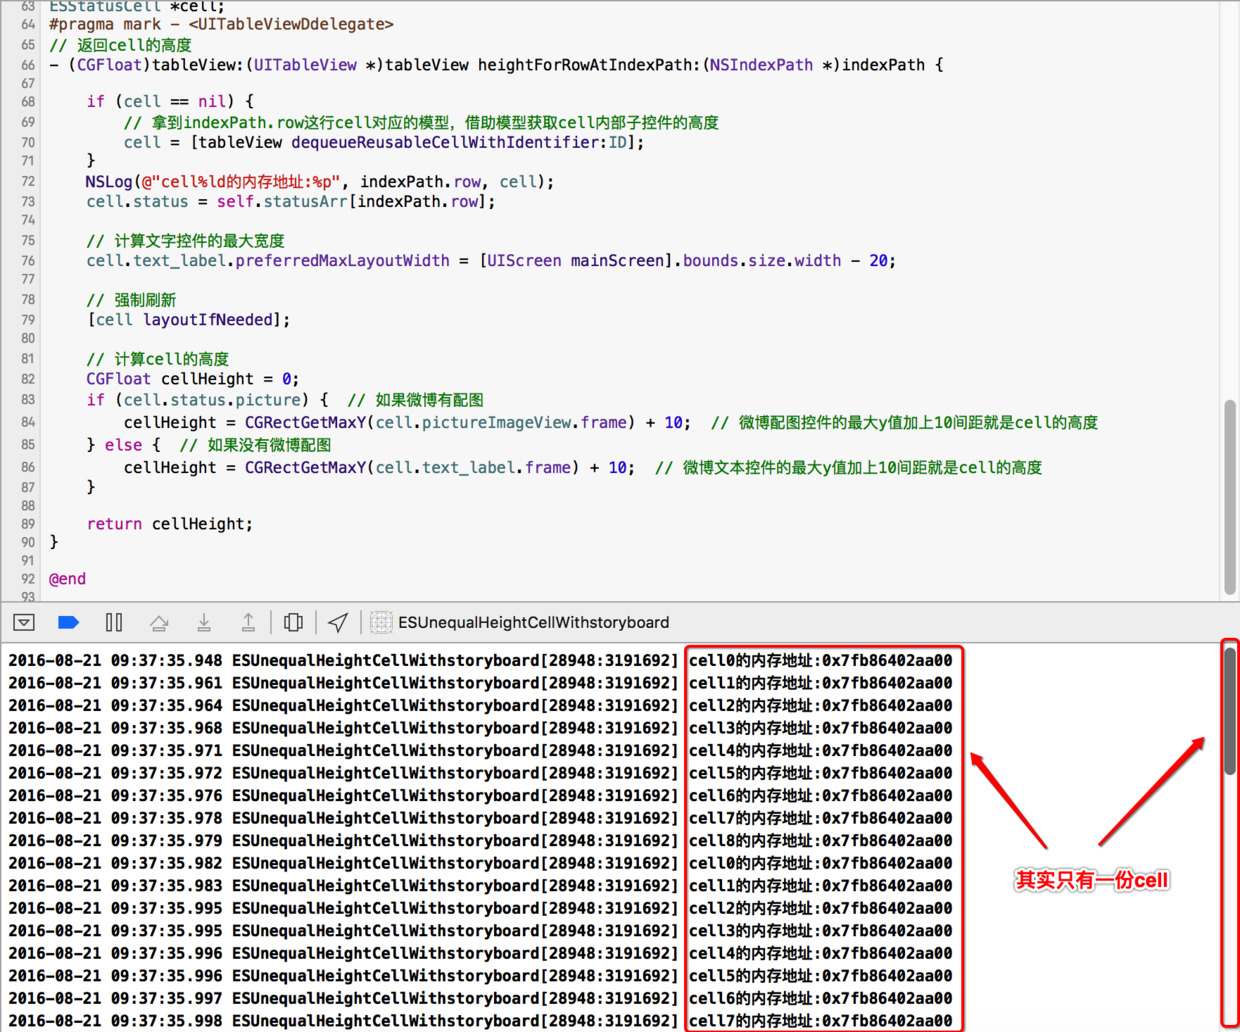 63 ESStatusCell *cell;
64 #pragma mark - <UITableViewDdelegate>
65 // 返回cell的高度
66 - (CGFloat)tableView:(UITableView *)tableView heightForRowAtIndexPath:(NSIndexPath *)indexPath {
67
68 if (cell == nil) {
69 // 拿到indexPath.row这行cell对应的模型，借助模型获取cell内部子控件的高度
70 cell = [tableView dequeueReusableCellWithIdentifier:ID];
71 }
72 NSLog(@"cell%ld的内存地址:%p", indexPath.row, cell);
73 cell.status = self.statusArr[indexPath.row];
74
75 // 计算文字控件的最大宽度
76 cell.text_label.preferredMaxLayoutWidth = [UIScreen mainScreen].bounds.size.width - 20;
77
78 // 强制刷新
79 [cell layoutIfNeeded];
80
81 // 计算cell的高度
82 CGFloat cellHeight = 0;
83 if (cell.status.picture) { // 如果微博有配图
84 cellHeight = CGRectGetMaxY(cell.pictureImageView.frame) + 10; // 微博配图控件的最大y值加上10间距就是cell的高度
85 } else { // 如果没有微博配图
86 cellHeight = CGRectGetMaxY(cell.text_label.frame) + 10; // 微博文本控件的最大y值加上10间距就是cell的高度
87 }
88
89 return cellHeight;
90 }
91
92 @end
93
ESUnequalHeightCellWithstoryboard
2016-08-21 09:37:35.948 ESUnequalHeightCellWithstoryboard[28948:3191692] cell0的内存地址:0x7fb86402aa00
2016-08-21 09:37:35.961 ESUnequalHeightCellWithstoryboard[28948:3191692] cell1的内存地址:0x7fb86402aa00
2016-08-21 09:37:35.964 ESUnequalHeightCellWithstoryboard[28948:3191692] cell2的内存地址:0x7fb86402aa00
2016-08-21 09:37:35.968 ESUnequalHeightCellWithstoryboard[28948:3191692] cell3的内存地址:0x7fb86402aa00
2016-08-21 09:37:35.971 ESUnequalHeightCellWithstoryboard[28948:3191692] cell4的内存地址:0x7fb86402aa00
2016-08-21 09:37:35.972 ESUnequalHeightCellWithstoryboard[28948:3191692] cell5的内存地址:0x7fb86402aa00
2016-08-21 09:37:35.976 ESUnequalHeightCellWithstoryboard[28948:3191692] cell6的内存地址:0x7fb86402aa00
2016-08-21 09:37:35.978 ESUnequalHeightCellWithstoryboard[28948:3191692] cell7的内存地址:0x7fb86402aa00
2016-08-21 09:37:35.979 ESUnequalHeightCellWithstoryboard[28948:3191692] cell8的内存地址:0x7fb86402aa00
2016-08-21 09:37:35.982 ESUnequalHeightCellWithstoryboard[28948:3191692] cell0的内存地址:0x7fb86402aa00
2016-08-21 09:37:35.983 ESUnequalHeightCellWithstoryboard[28948:3191692] cell1的内存地址:0x7fb86402aa00
2016-08-21 09:37:35.995 ESUnequalHeightCellWithstoryboard[28948:3191692] cell2的内存地址:0x7fb86402aa00
2016-08-21 09:37:35.995 ESUnequalHeightCellWithstoryboard[28948:3191692] cell3的内存地址:0x7fb86402aa00
2016-08-21 09:37:35.996 ESUnequalHeightCellWithstoryboard[28948:3191692] cell4的内存地址:0x7fb86402aa00
2016-08-21 09:37:35.996 ESUnequalHeightCellWithstoryboard[28948:3191692] cell5的内存地址:0x7fb86402aa00
2016-08-21 09:37:35.997 ESUnequalHeightCellWithstoryboard[28948:3191692] cell6的内存地址:0x7fb86402aa00
2016-08-21 09:37:35.998 ESUnequalHeightCellWithstoryboard[28948:3191692] cell7的内存地址:0x7fb86402aa00
其实只有一份cell